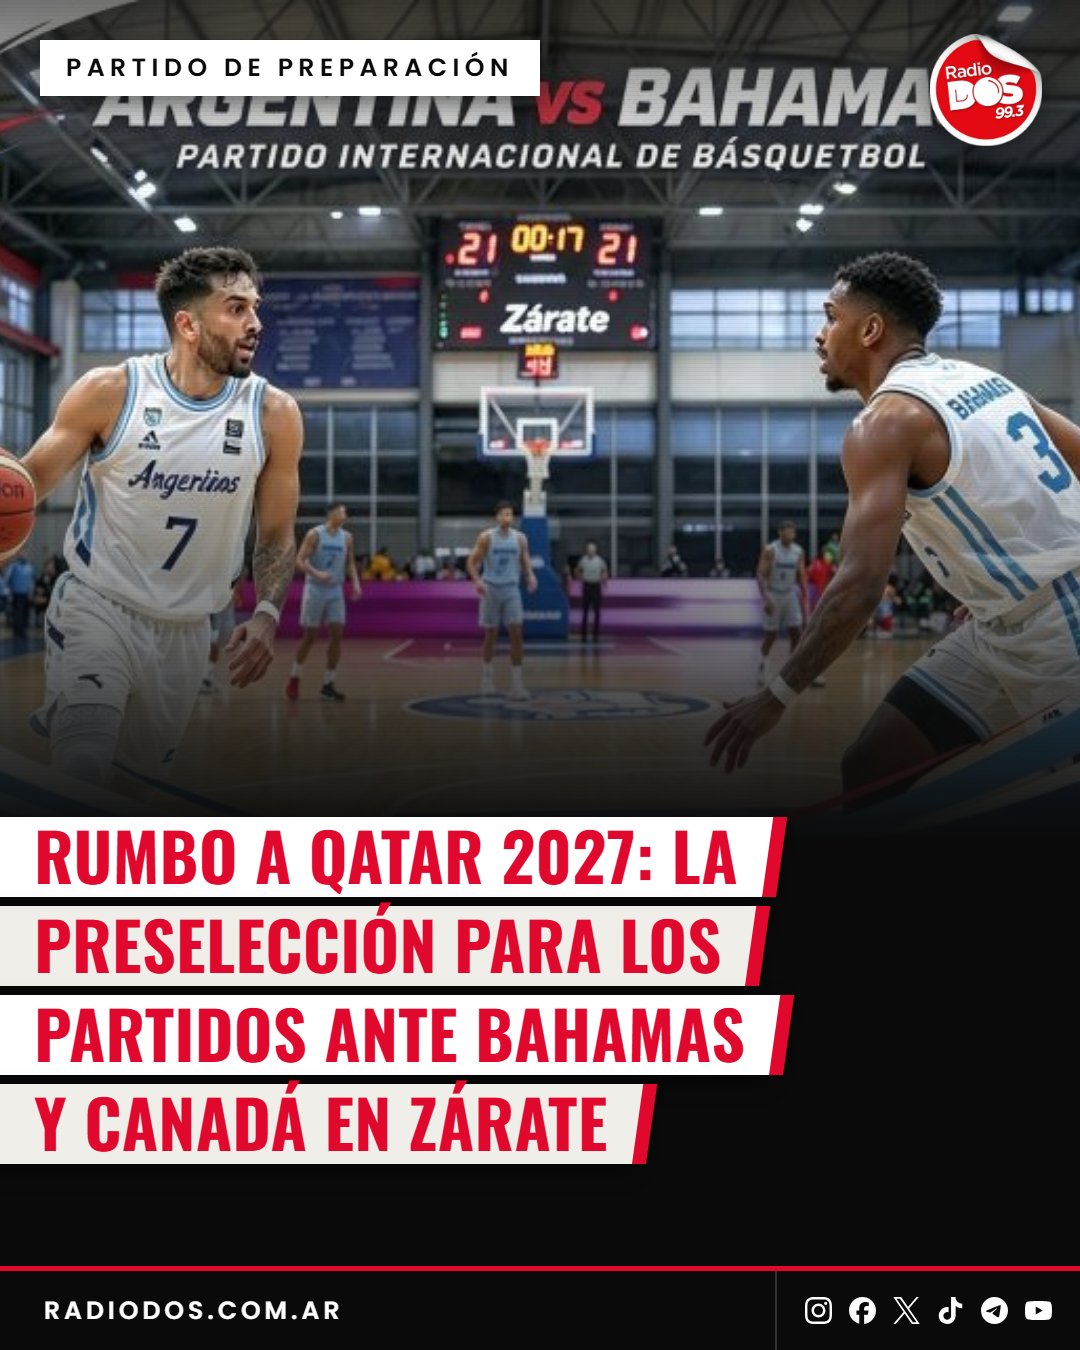 PARTIDO DE PREPARACIÓN
Radio
DOS
99.3
ARGENTINA VS BAHAMA
PARTIDO INTERNACIONAL DE BÁSQUETBOL
21 00:17 21
Zárate
Angeriiios
7
3
RUMBO A QATAR 2027: LA
PRESELECCIÓN PARA LOS
PARTIDOS ANTE BAHAMAS
Y CANADÁ EN ZÁRATE
RADIODOS.COM.AR